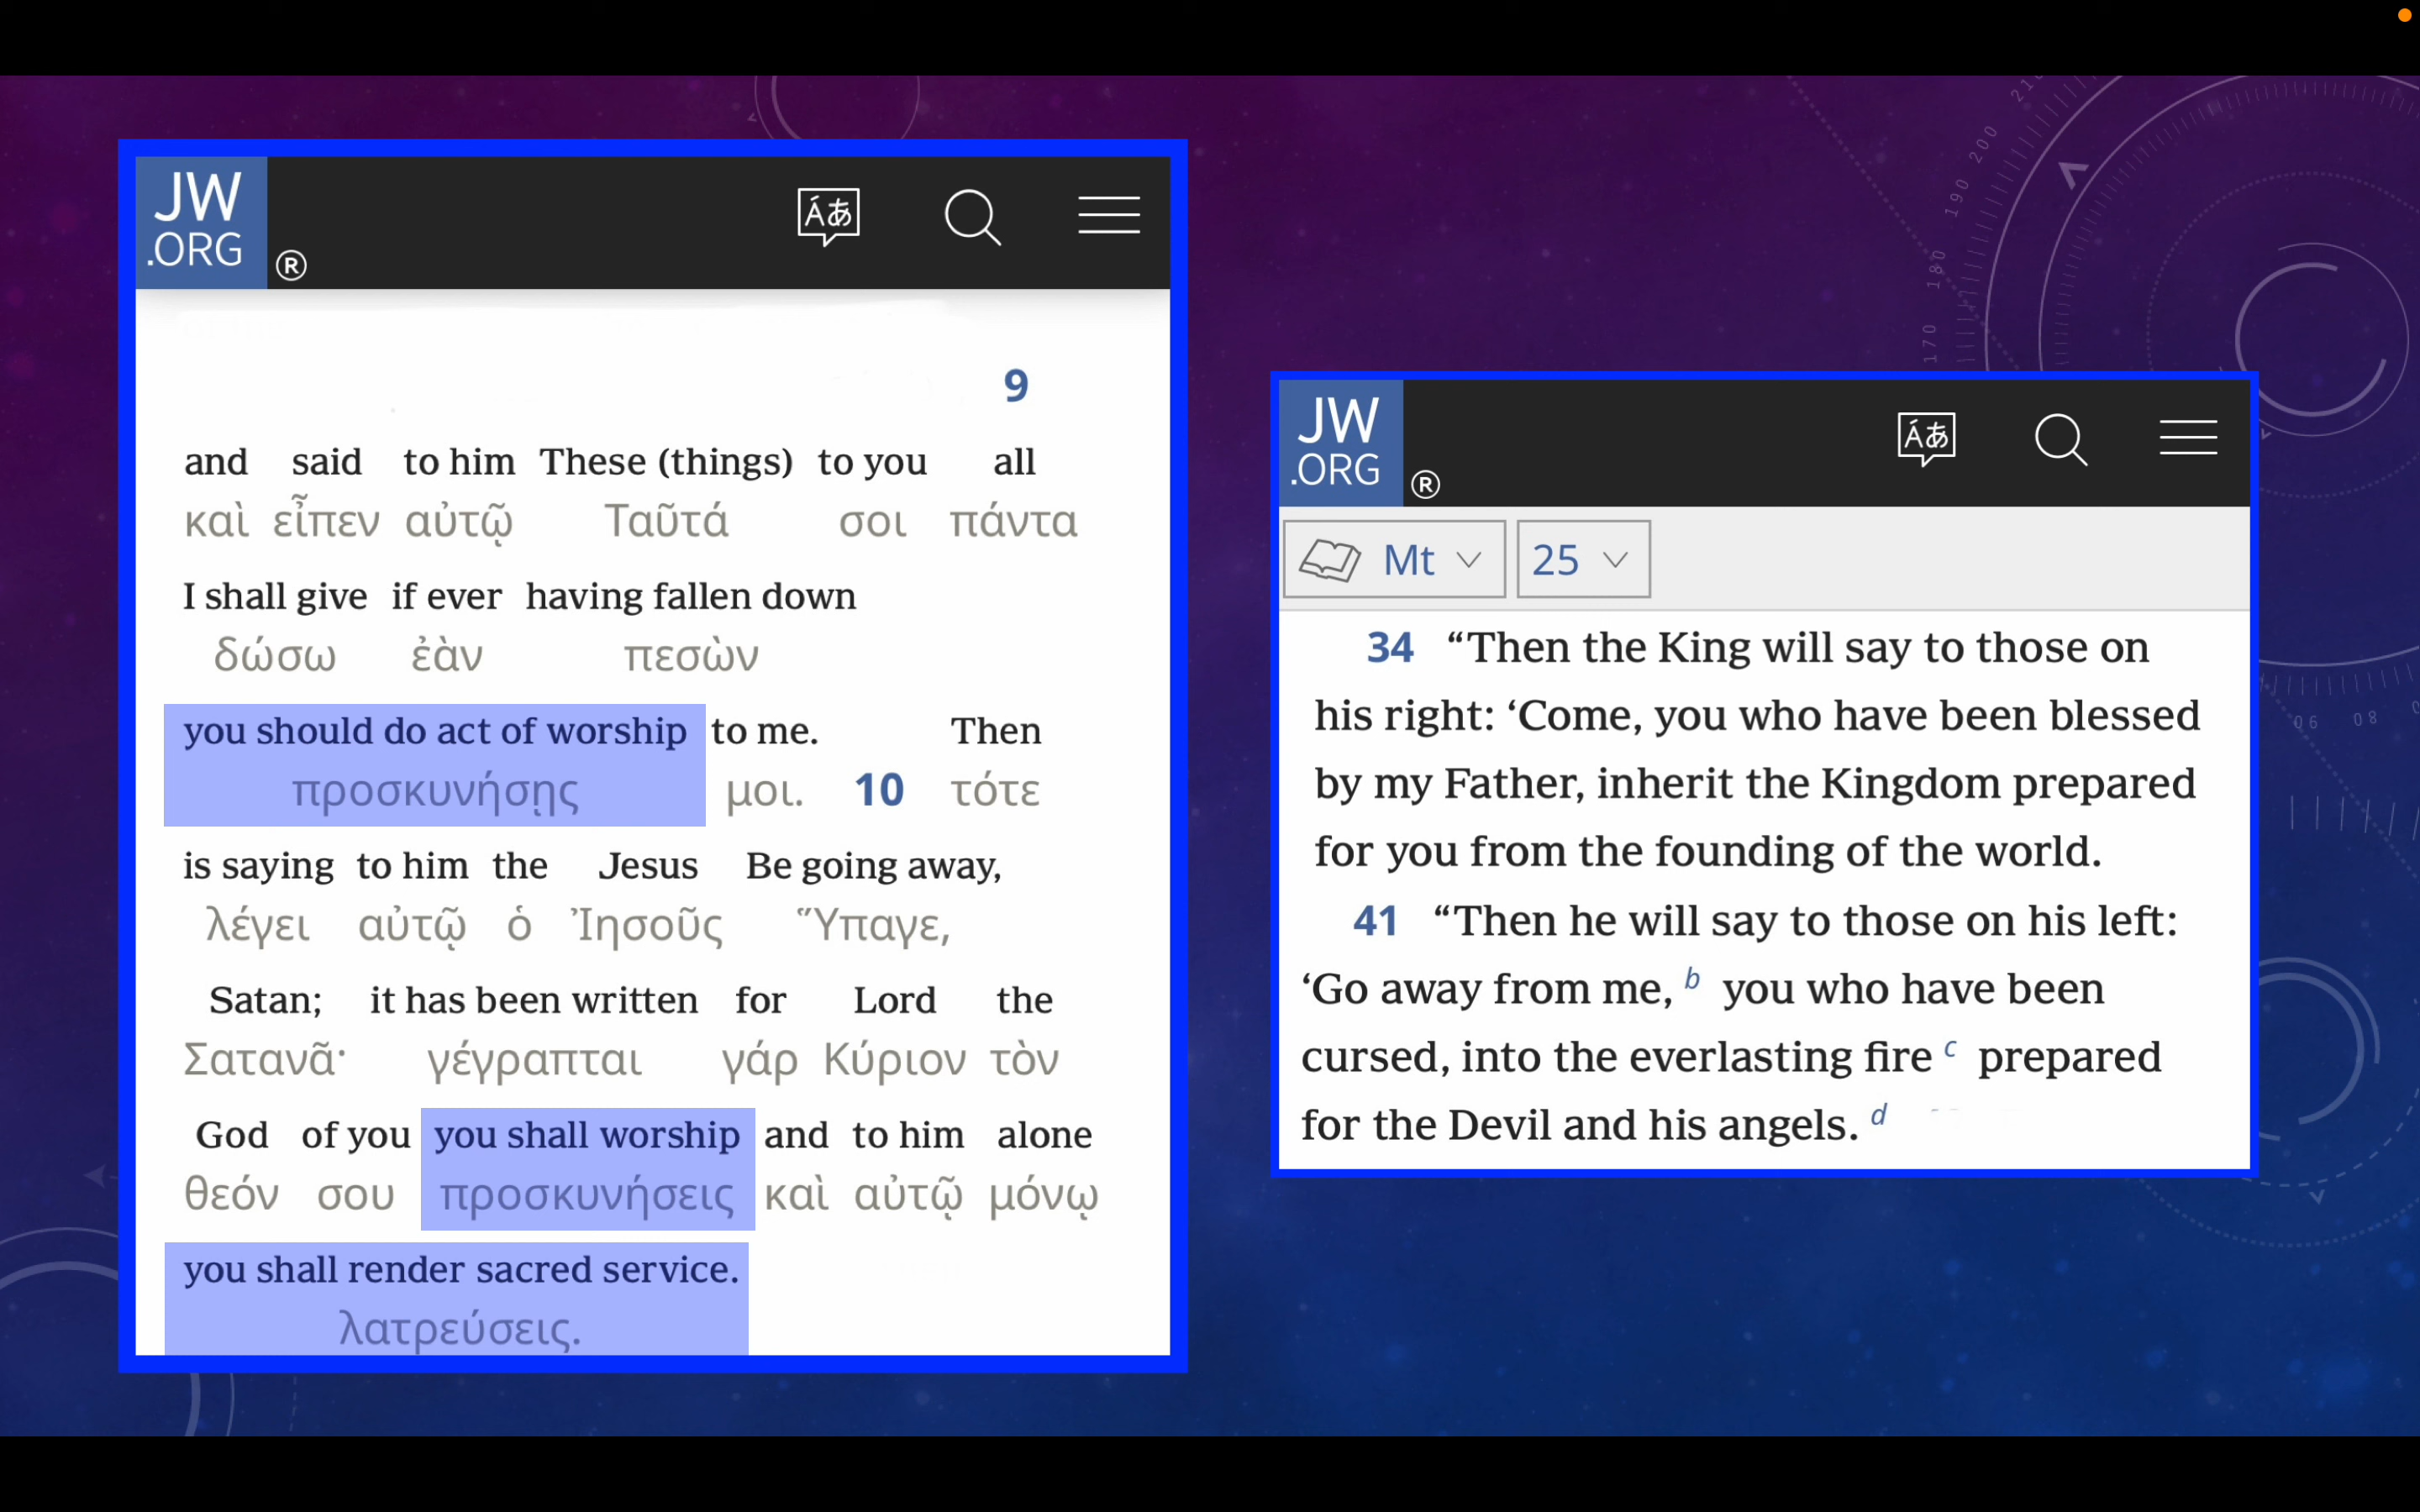 JW
.ORG
®
Áあ
9
and said to him These (things) to you all
καὶ εἶπεν αὐτῷ Ταῦτά σοι πάντα
I shall give if ever having fallen down
δώσω ἐὰν πεσὼν
you should do act of worship to me. Then
προσκυνήσῃς μοι. 10 τότε
is saying to him the Jesus Be going away,
λέγει αὐτῷ ὁ Ἰησοῦς Ὕπαγε,
Satan; it has been written for Lord the
Σατανᾶ· γέγραπται γάρ Κύριον τὸν
God of you you shall worship and to him alone
θεόν σου προσκυνήσεις καὶ αὐτῷ μόνῳ
you shall render sacred service.
λατρεύσεις.
JW
.ORG
®
Áあ
Mt 25
34 “Then the King will say to those on
his right: ‘Come, you who have been blessed
by my Father, inherit the Kingdom prepared
for you from the founding of the world.
41 “Then he will say to those on his left:
‘Go away from me, b you who have been
cursed, into the everlasting fire c prepared
for the Devil and his angels. d
170 180 190 200